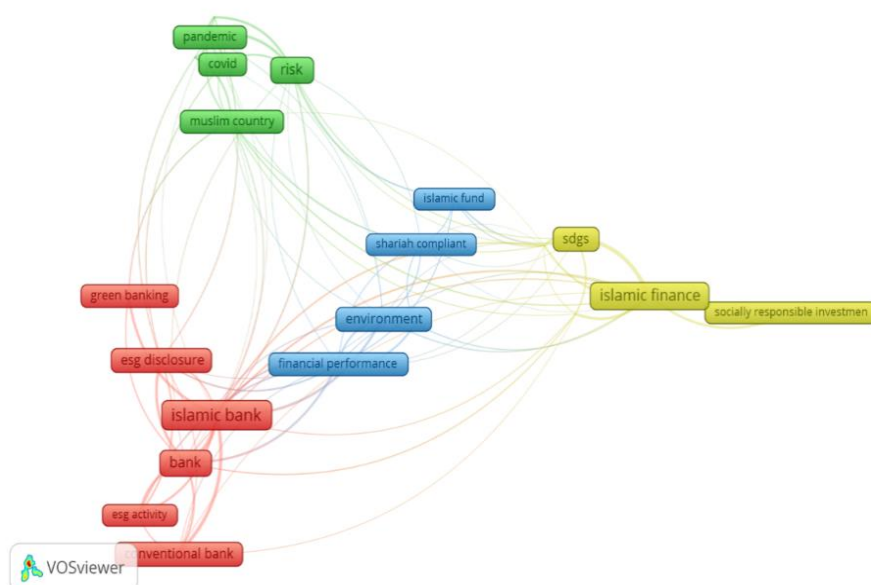 pandemic
covid
risk
muslim country
islamic fund
shariah compliant
sdgs
green banking
islamic finance
socially responsible investmen
environment
esg disclosure
financial performance
islamic bank
bank
esg activity
onventional bank
VOSviewer